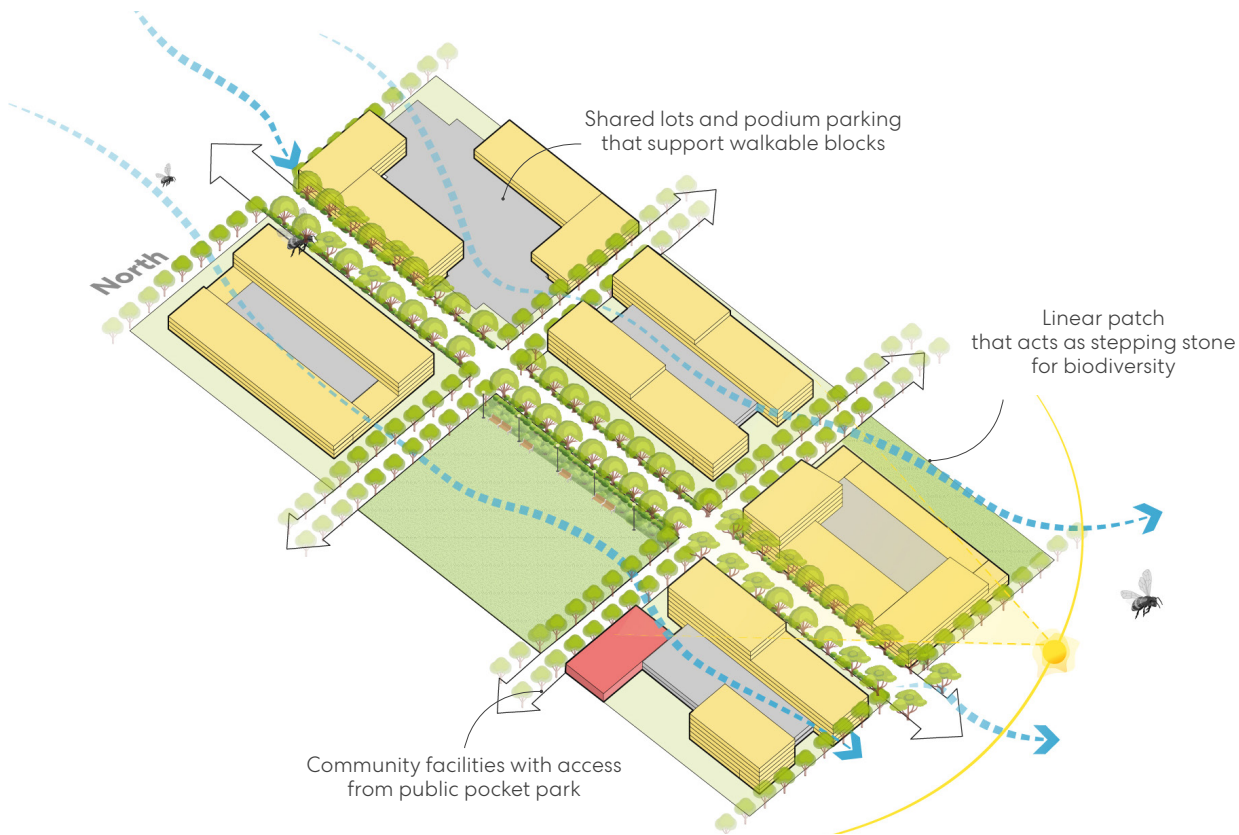 Shared lots and podium parking
that support walkable blocks
North
Linear patch
that acts as stepping stone
for biodiversity
Community facilities with access
from public pocket park